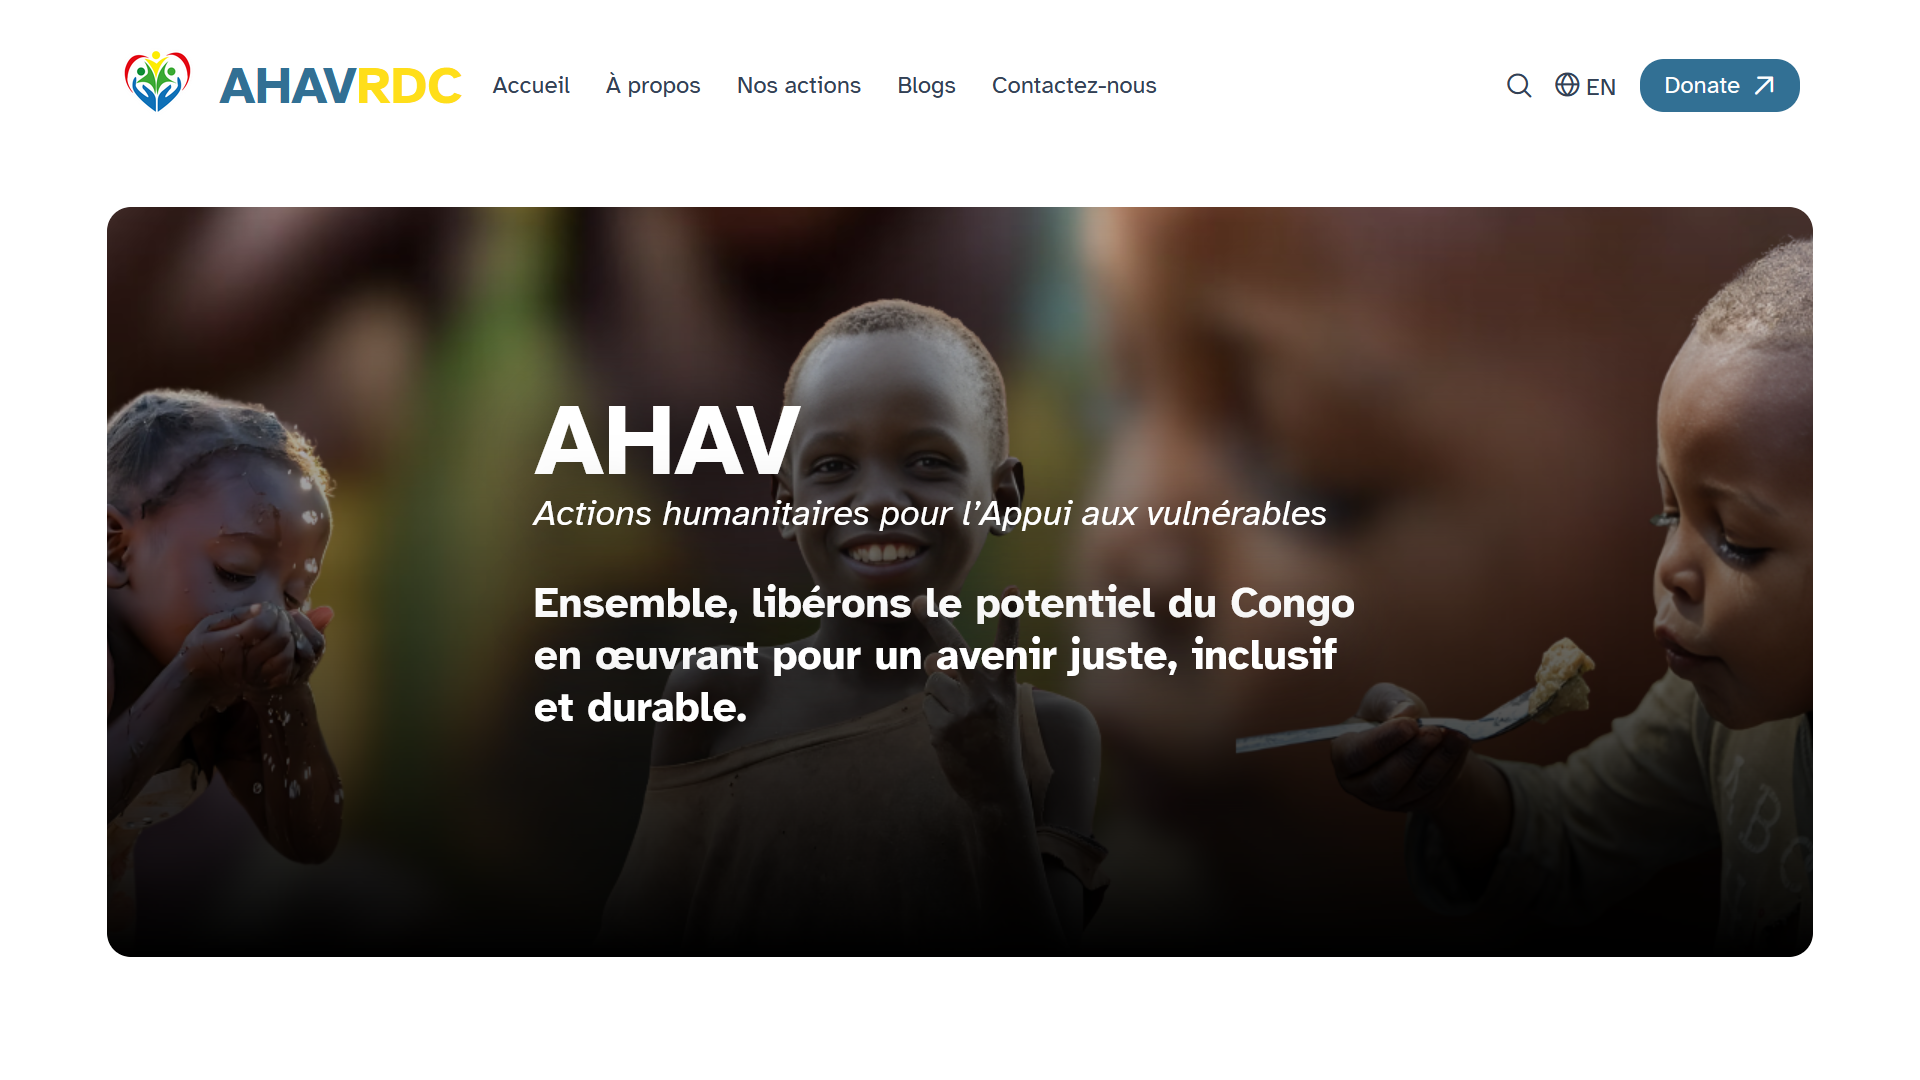 AHAVRDC
Accueil
À propos
Nos actions
Blogs
Contactez-nous
EN
Donate
AHAV
Actions humanitaires pour l’Appui aux vulnérables
Ensemble, libérons le potentiel du Congo
en œuvrant pour un avenir juste, inclusif
et durable.
A B C